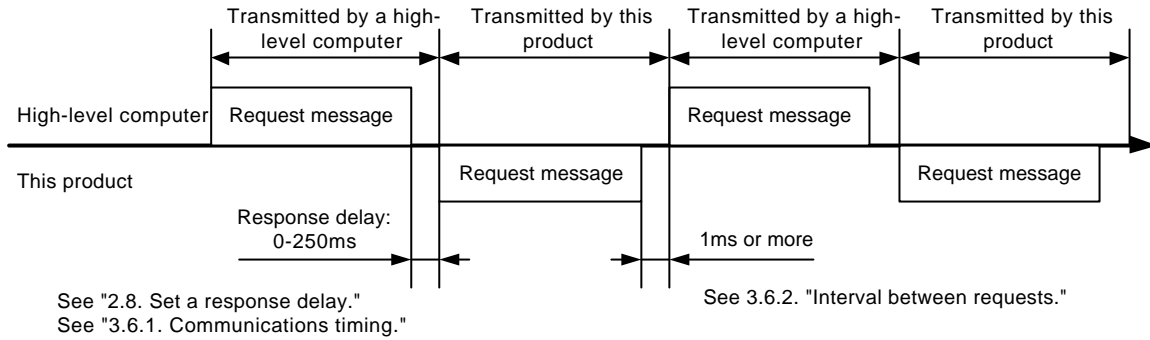 Transmitted by a high-
level computer
Transmitted by this
product
Transmitted by a high-
level computer
Transmitted by this
product
High-level computer
Request message
Request message
This product
Request message
Request message
Response delay:
0-250ms
1ms or more
See "2.8. Set a response delay."
See "3.6.1. Communications timing."
See 3.6.2. "Interval between requests."